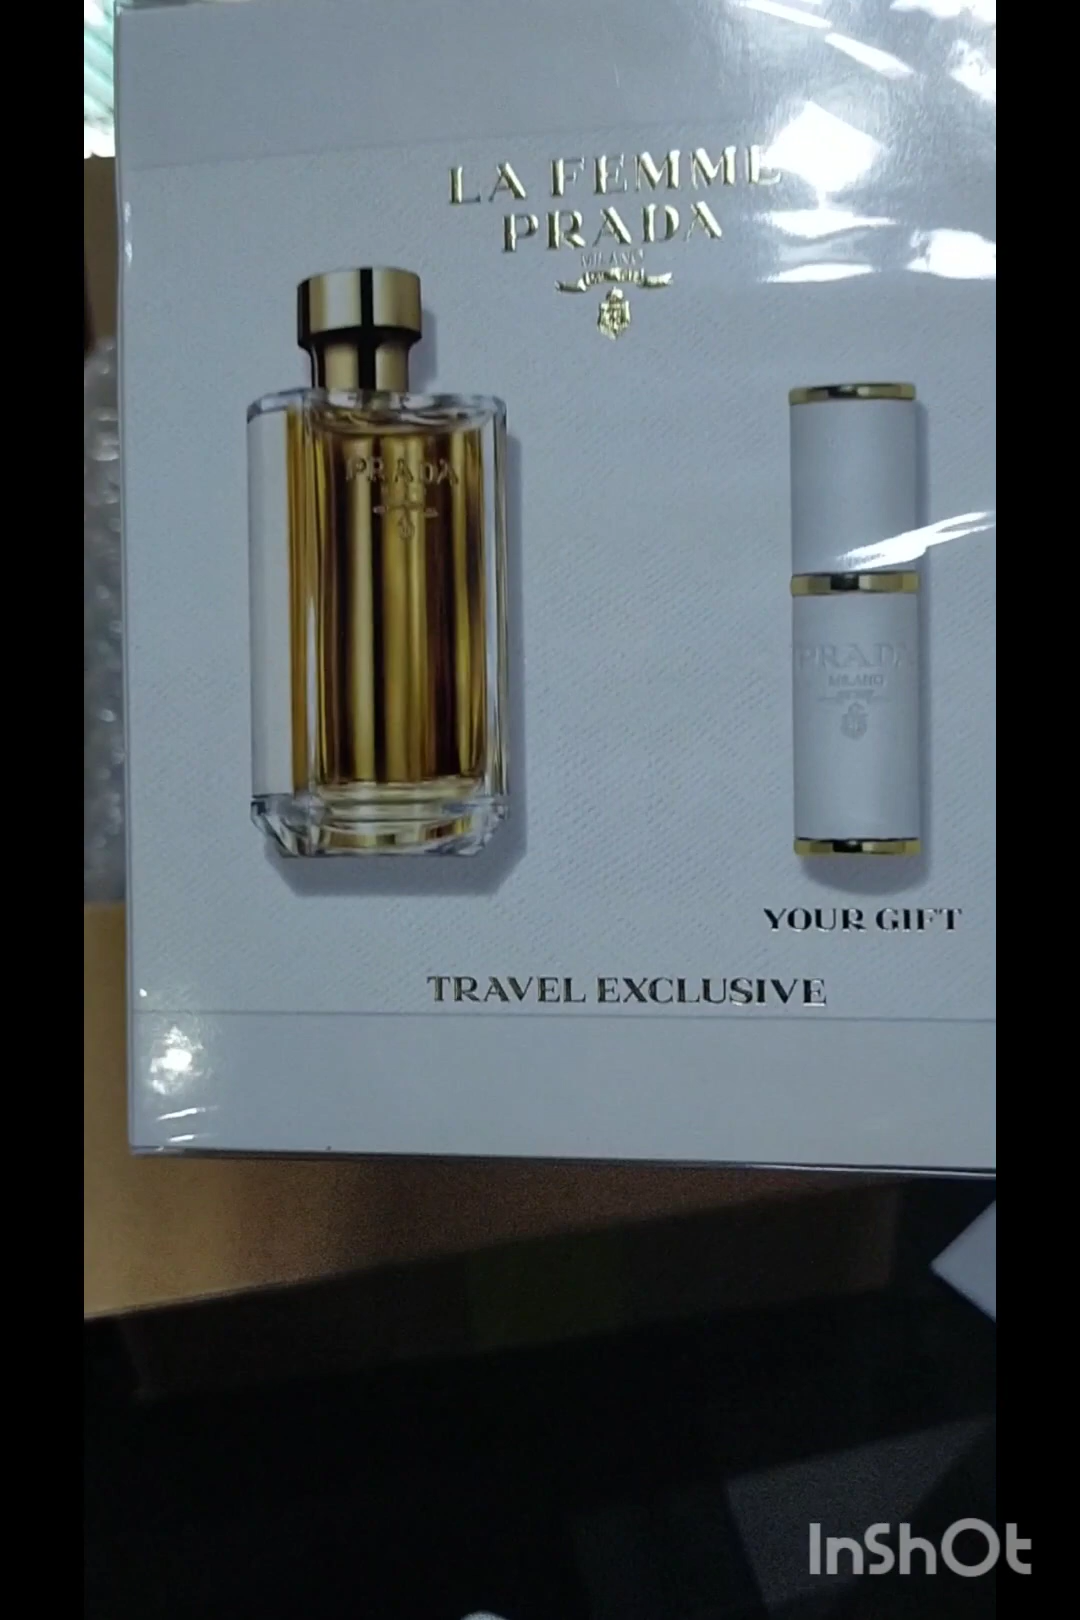 LA FEMME
PRADA
MILANO
PRADA
PRADA
MILANO
YOUR GIFT
TRAVEL EXCLUSIVE
InShOt